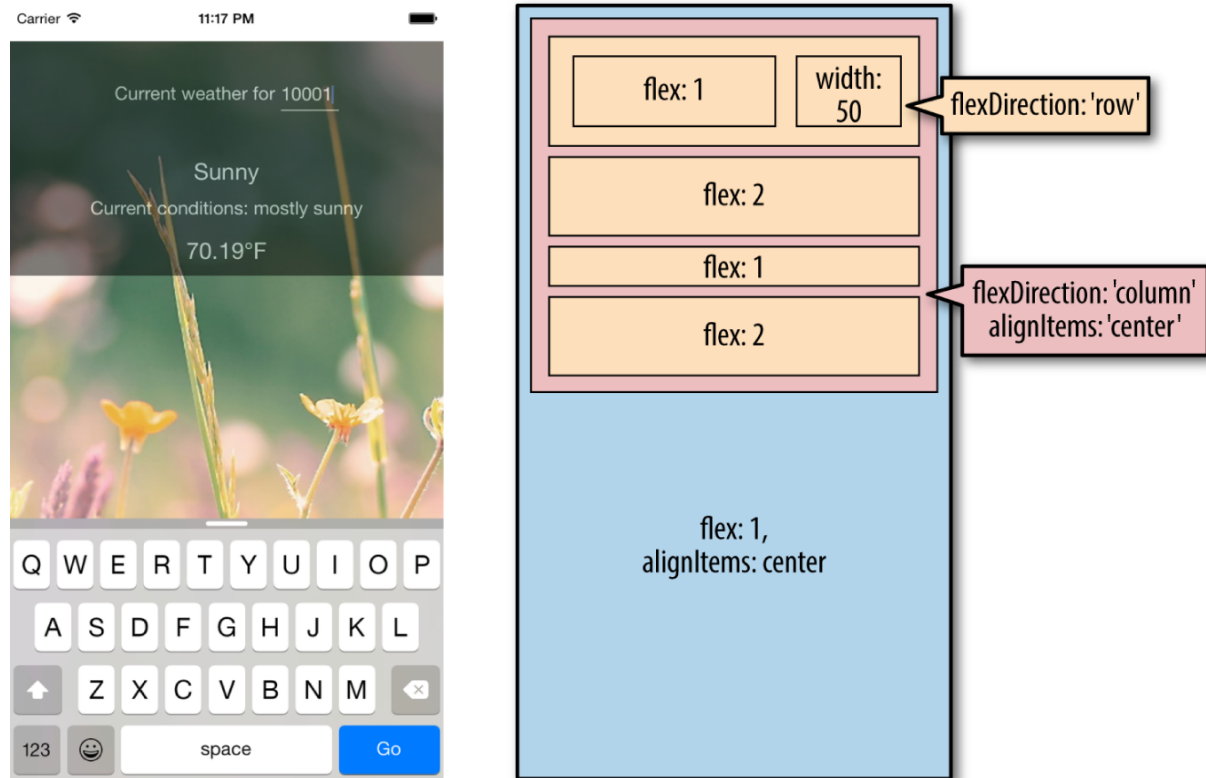 Carrier
11:17 PM
Current weather for 10001
Sunny
Current conditions: mostly sunny
70.19°F
Q W E R T Y U I O P
A S D F G H J K L
Z X C V B N M
123 space Go
flex: 1
width:
50
flexDirection: 'row'
flex: 2
flex: 1
flex: 2
flexDirection: 'column'
alignItems: 'center'
flex: 1,
alignItems: center